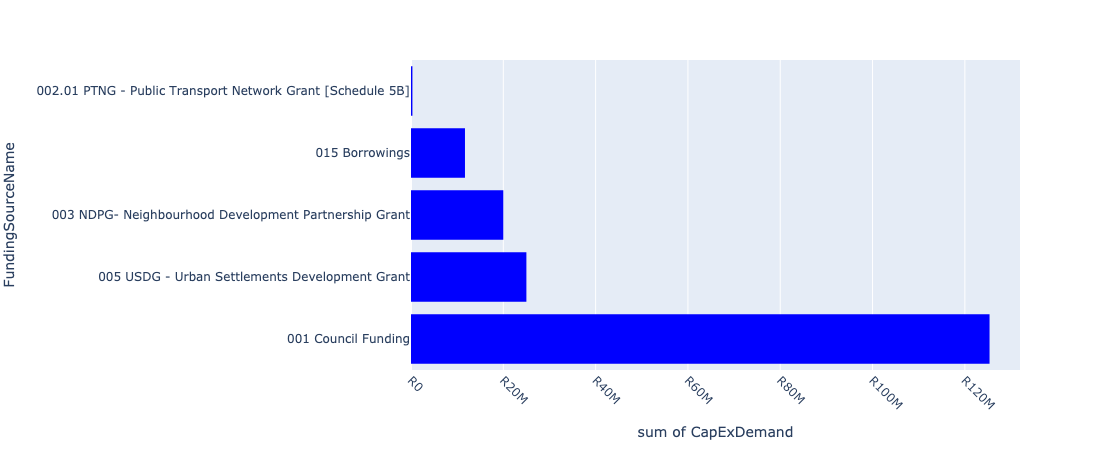 002.01 PTNG - Public Transport Network Grant [Schedule 5B]
015 Borrowings
003 NDPG- Neighbourhood Development Partnership Grant
005 USDG - Urban Settlements Development Grant
001 Council Funding
FundingSourceName
R0
R20M
R40M
R60M
R80M
R100M
R120M
sum of CapExDemand